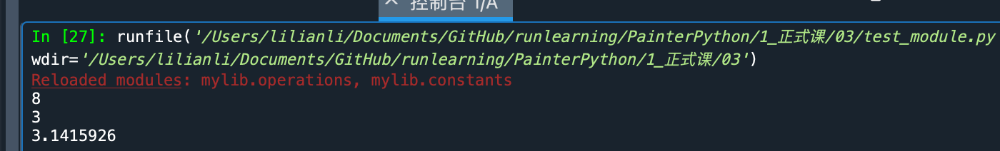 控制台 1/A
In [27]: runfile('/Users/lilianli/Documents/GitHub/runlearning/PainterPython/1_正式课/03/test_module.py
wdir='/Users/lilianli/Documents/GitHub/runlearning/PainterPython/1_正式课/03')
Reloaded modules: mylib.operations, mylib.constants
8
3
3.1415926